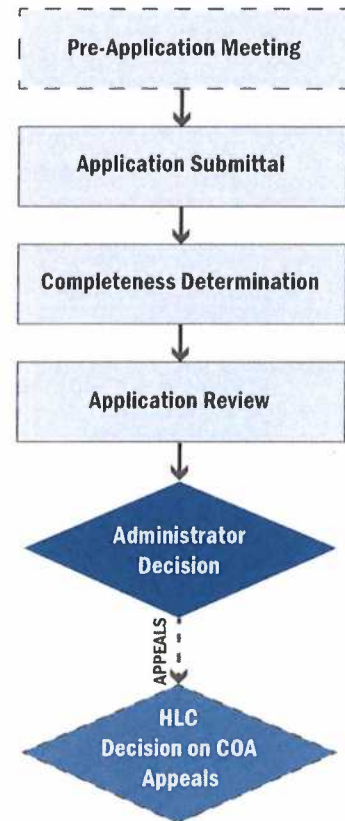 Pre-Application Meeting
Application Submittal
Completeness Determination
Application Review
Administrator
Decision
APPEALS
HLC
Decision on COA
Appeals